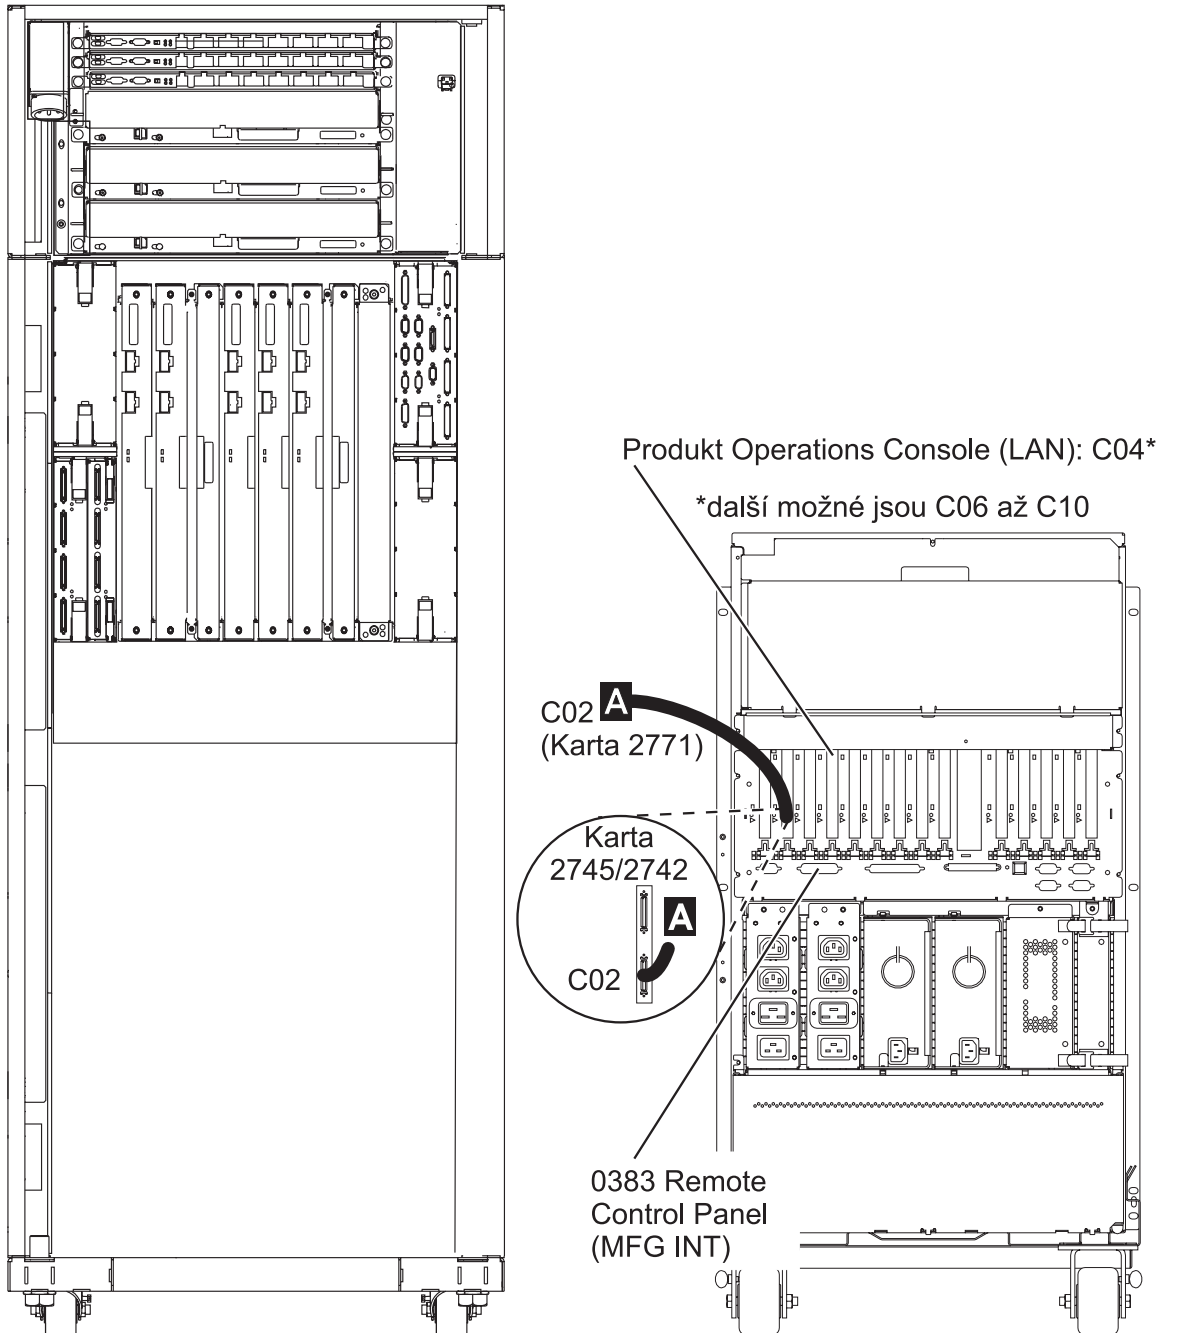 Produkt Operations Console (LAN): C04*
*další možné jsou C06 až C10
C02 A
(Karta 2771)
Karta
2745/2742
A
C02
0383 Remote
Control Panel
(MFG INT)